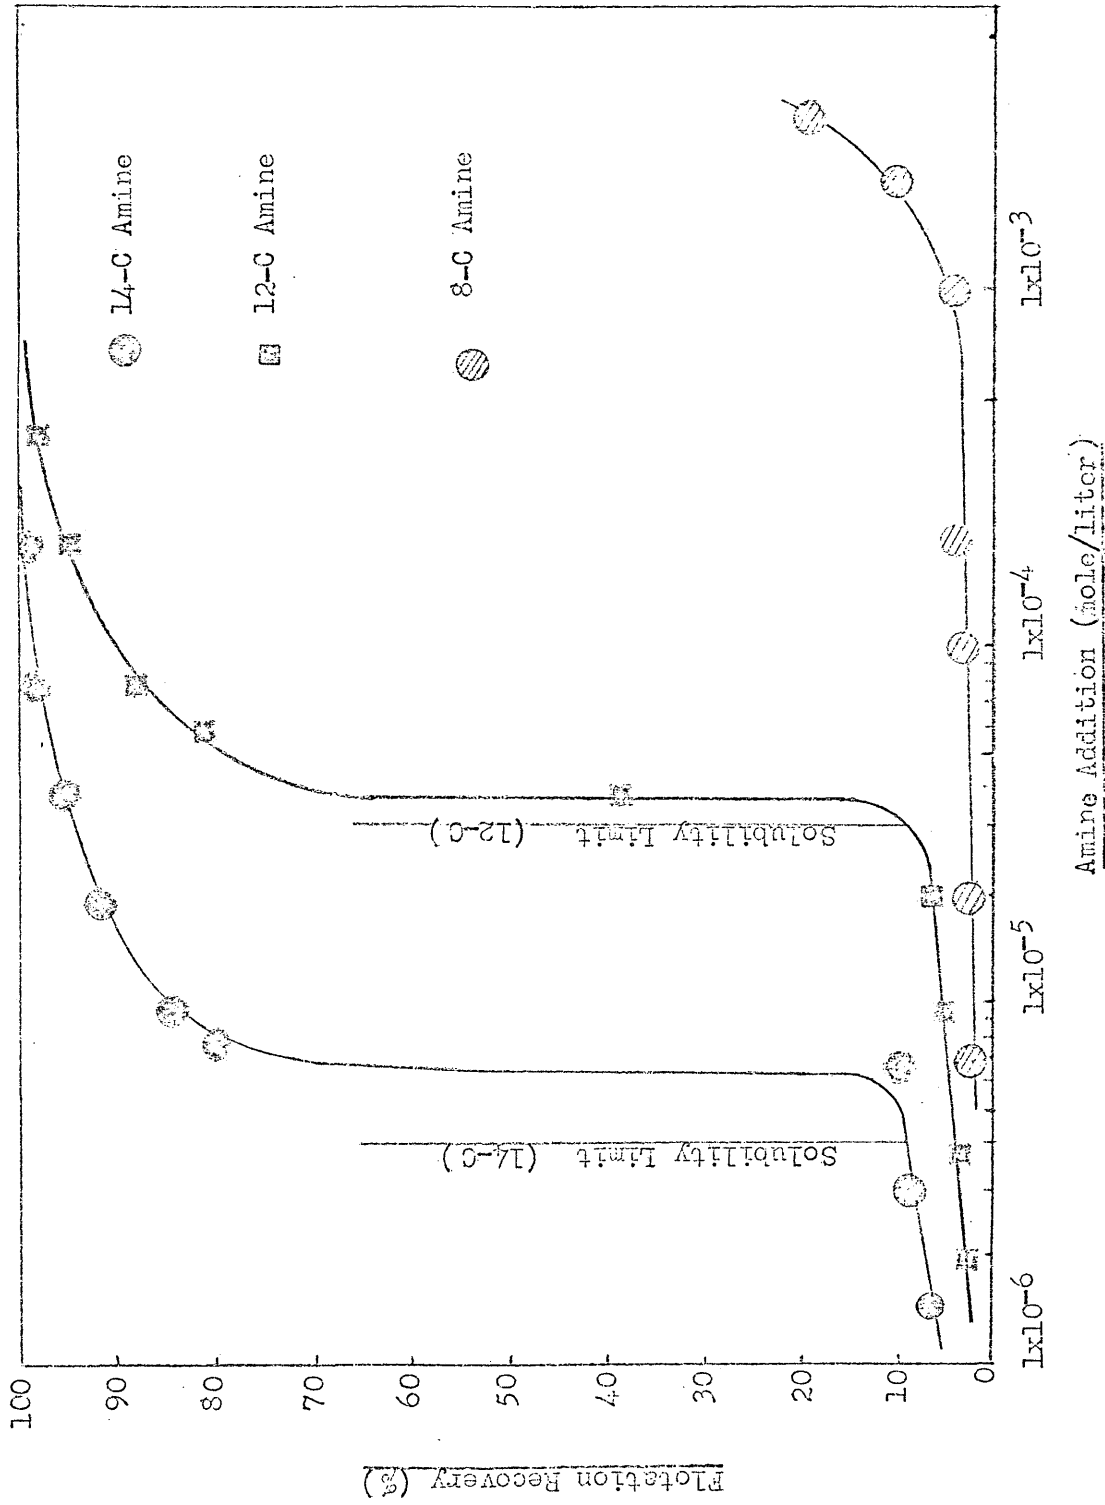 Flotation Recovery (%)
100
90
80
70
60
50
40
30
20
10
0
14-C Amine
12-C Amine
8-C Amine
Solubility Limit (14-C)
Solubility Limit (12-C)
1x10-6
1x10-5
1x10-4
1x10-3
Amine Addition (mole/liter)